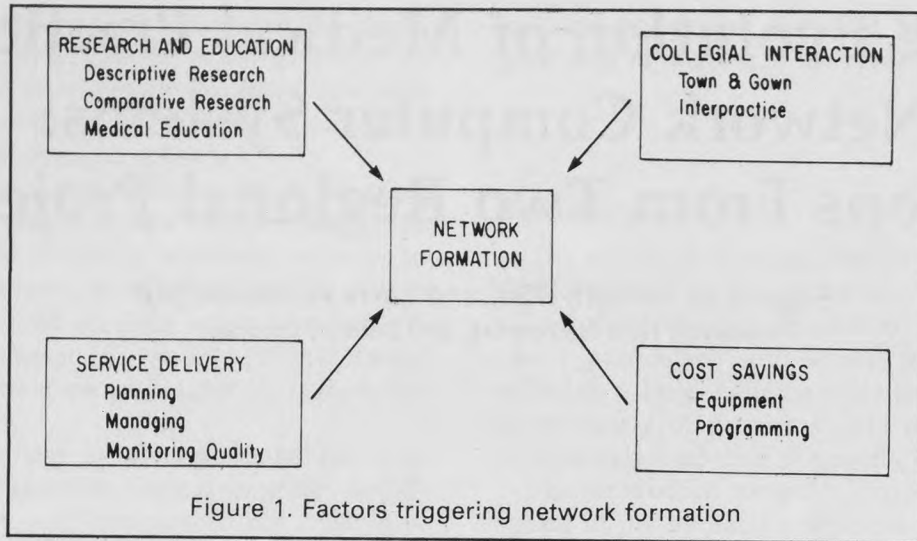 RESEARCH AND EDUCATION
Descriptive Research
Comparative Research
Medical Education
COLLEGIAL INTERACTION
Town & Gown
Interpractice
NETWORK
FORMATION
SERVICE DELIVERY
Planning
Managing
Monitoring Quality
COST SAVINGS
Equipment
Programming
Figure 1. Factors triggering network formation